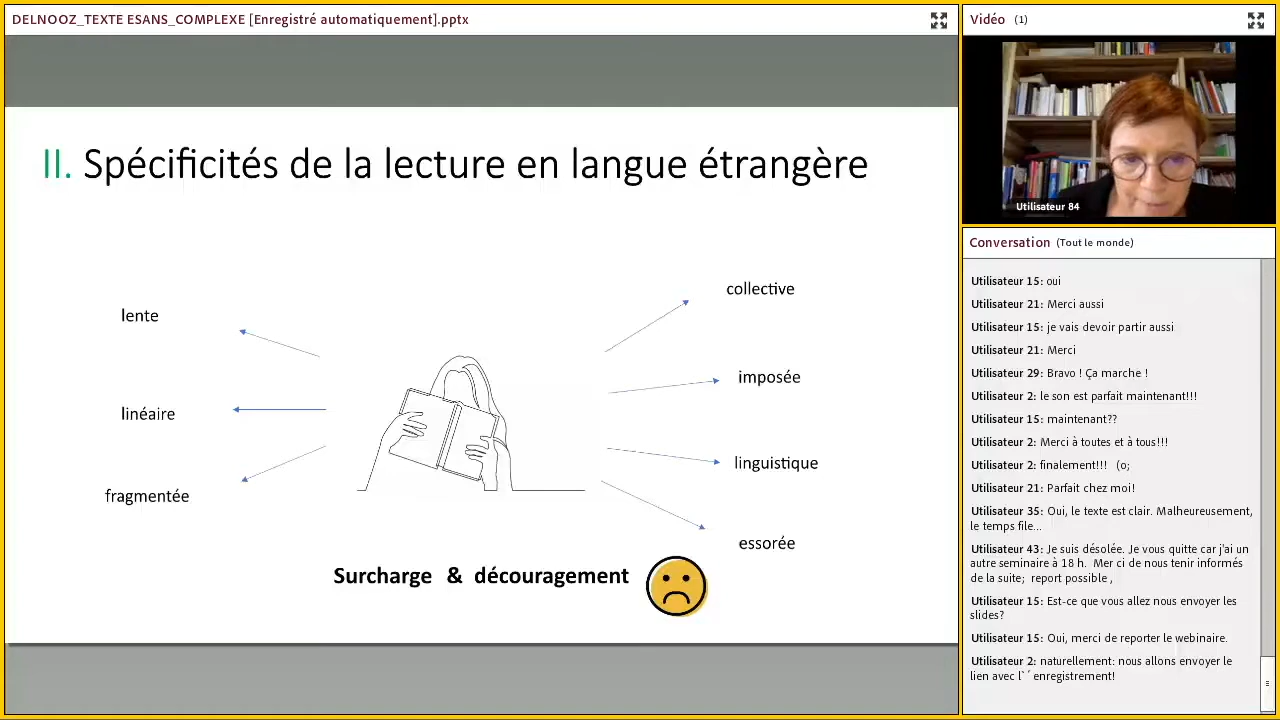 DELNOOZ_TEXTE ESANS_COMPLEXE [Enregistré automatiquement].pptx
II. Spécificités de la lecture en langue étrangère
lente
linéaire
fragmentée
collective
imposée
linguistique
essorée
Surcharge & découragement
Vidéo (1)
Utilisateur 84
Conversation (Tout le monde)
Utilisateur 15: oui
Utilisateur 21: Merci aussi
Utilisateur 15: je vais devoir partir aussi
Utilisateur 21: Merci
Utilisateur 29: Bravo ! Ça marche !
Utilisateur 2: le son est parfait maintenant!!!
Utilisateur 15: maintenant??
Utilisateur 2: Merci à toutes et à tous!!!
Utilisateur 2: finalement!!! (o;
Utilisateur 21: Parfait chez moi!
Utilisateur 35: Oui, le texte est clair. Malheureusement,
le temps file...
Utilisateur 43: Je suis désolée. Je vous quitte car j'ai un
autre seminaire à 18 h. Mer ci de nous tenir informés
de la suite; report possible ,
Utilisateur 15: Est-ce que vous allez nous envoyer les
slides?
Utilisateur 15: Oui, merci de reporter le webinaire.
Utilisateur 2: naturellement: nous allons envoyer le
lien avec l`´enregistrement!